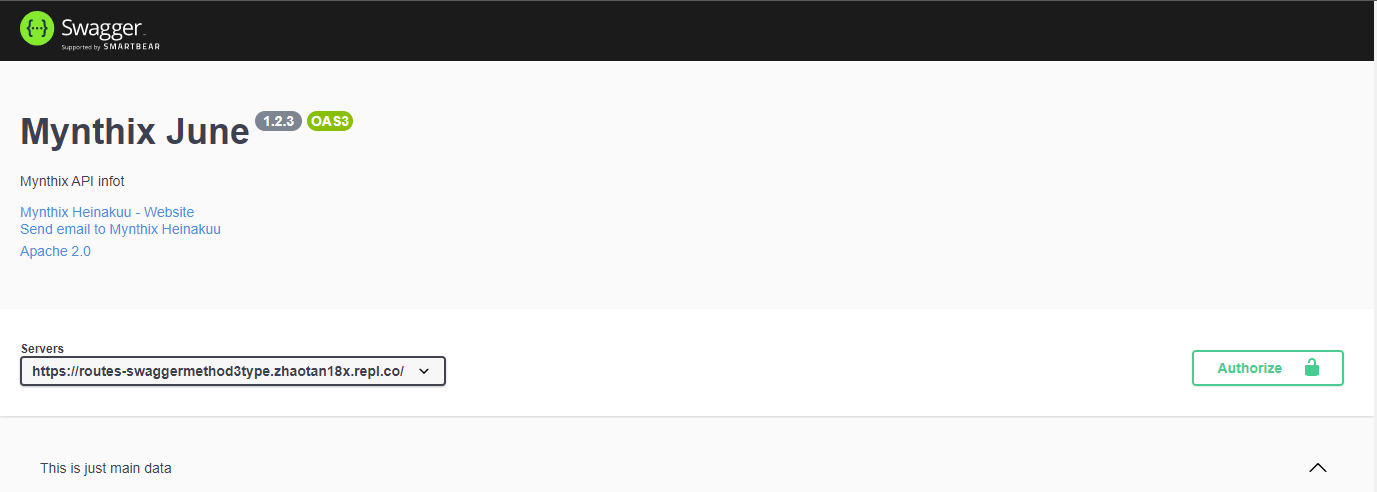 {...} Swagger
Supported by SMARTBEAR
Mynthix June 1.2.3 OAS3
Mynthix API infot
Mynthix Heinakuu - Website
Send email to Mynthix Heinakuu
Apache 2.0
Servers
https://routes-swaggermethod3type.zhaotan18x.repl.co/
Authorize
This is just main data